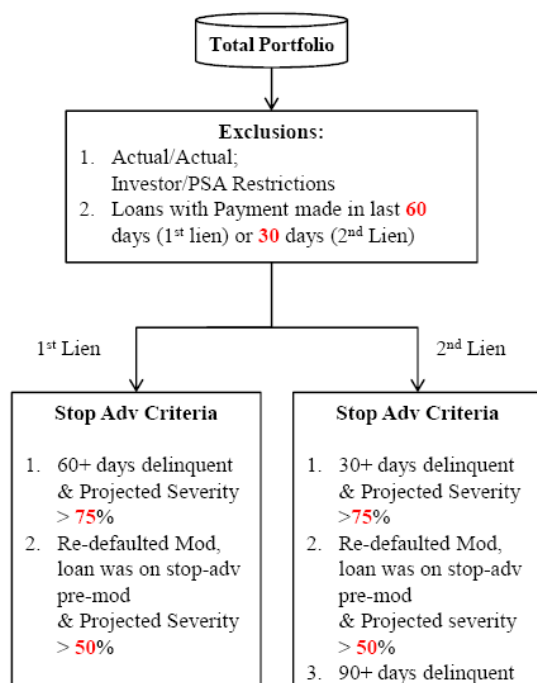 Total Portfolio
Exclusions:
1. Actual/Actual;
Investor/PSA Restrictions
2. Loans with Payment made in last 60
days (1st lien) or 30 days (2nd Lien)
1st Lien
2nd Lien
Stop Adv Criteria
1. 60+ days delinquent
& Projected Severity
> 75%
2. Re-defaulted Mod,
loan was on stop-adv
pre-mod
& Projected Severity
> 50%
Stop Adv Criteria
1. 30+ days delinquent
& Projected Severity
>75%
2. Re-defaulted Mod,
loan was on stop-adv
pre-mod
& Projected severity
> 50%
3. 90+ days delinquent